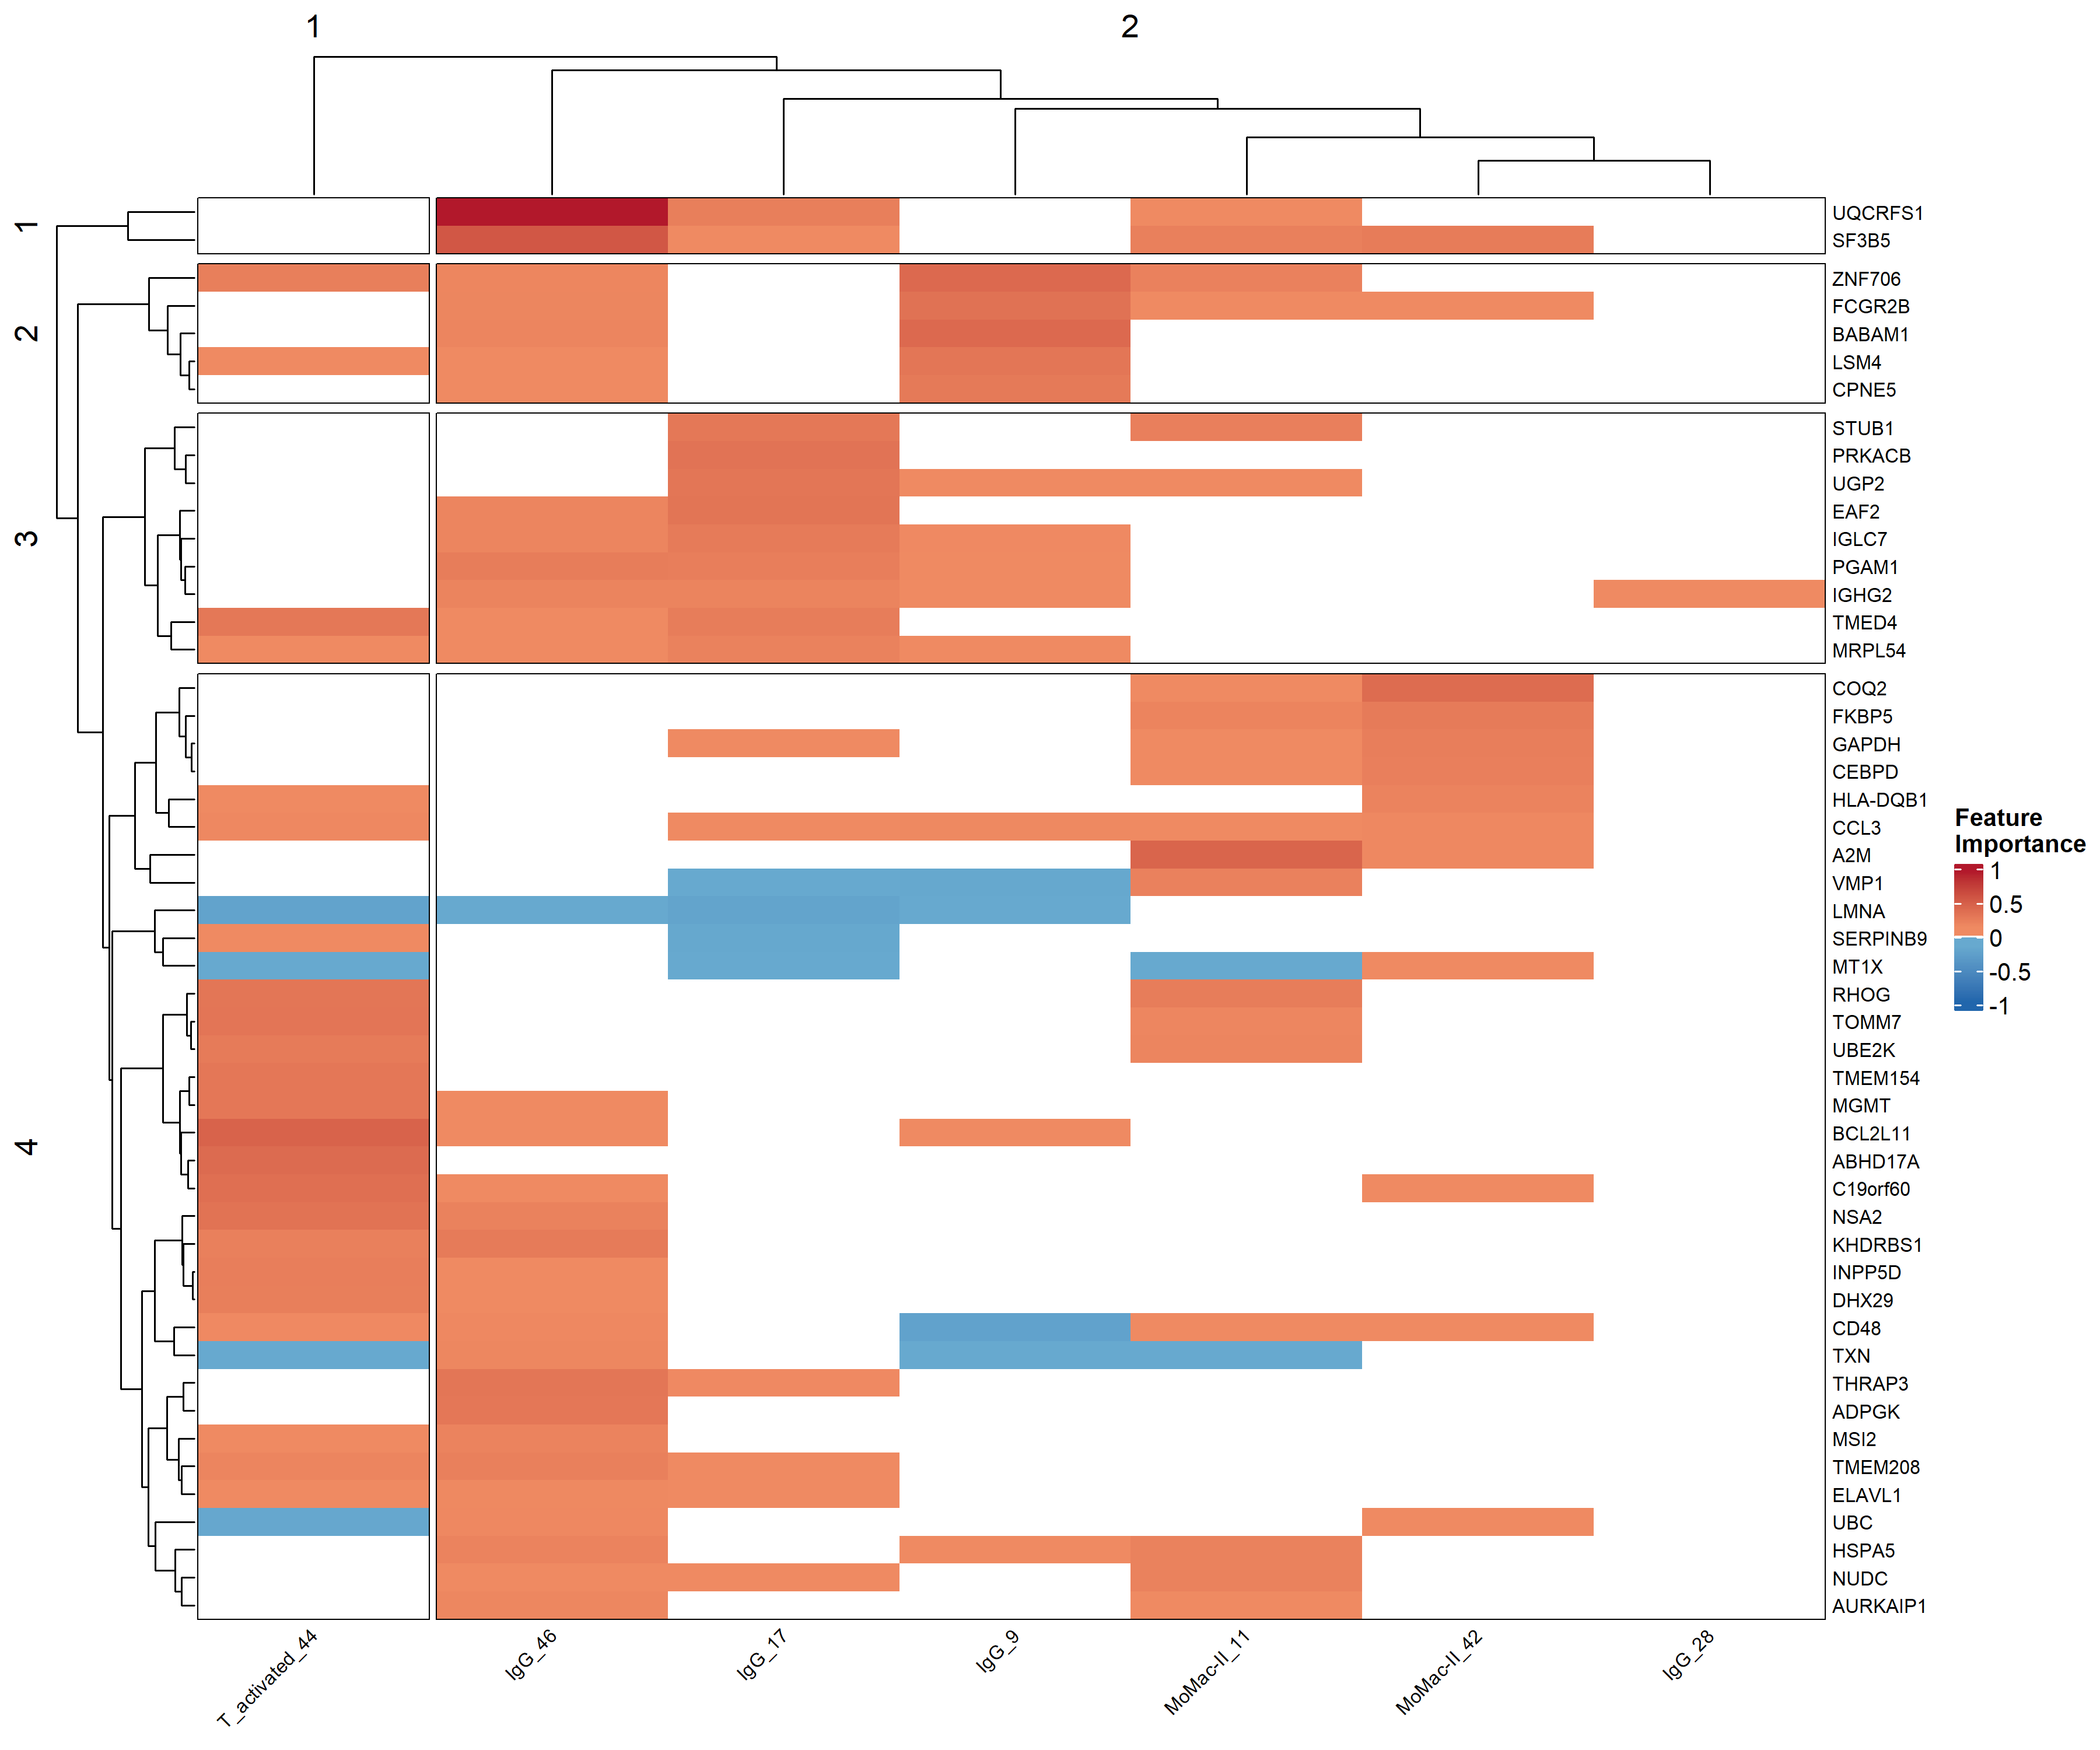 1
2
1
2
3
4
UQCRFS1
SF3B5
ZNF706
FCGR2B
BABAM1
LSM4
CPNE5
STUB1
PRKACB
UGP2
EAF2
IGLC7
PGAM1
IGHG2
TMED4
MRPL54
COQ2
FKBP5
GAPDH
CEBPD
HLA-DQB1
CCL3
A2M
VMP1
LMNA
SERPINB9
MT1X
RHOG
TOMM7
UBE2K
TMEM154
MGMT
BCL2L11
ABHD17A
C19orf60
NSA2
KHDRBS1
INPP5D
DHX29
CD48
TXN
THRAP3
ADPGK
MSI2
TMEM208
ELAVL1
UBC
HSPA5
NUDC
AURKAIP1
T_activated_44
IgG_46
IgG_17
IgG_9
MoMac-II_11
MoMac-II_42
IgG_28
Feature
Importance
1
0.5
0
-0.5
-1